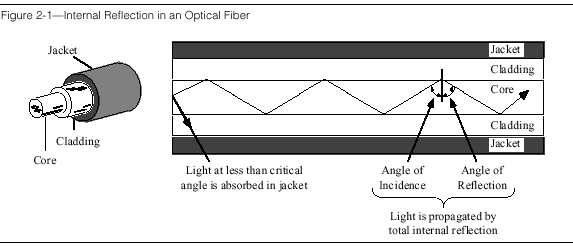 Figure 2-1—Internal Reflection in an Optical Fiber
Jacket
Cladding
Core
Jacket
Cladding
Core
Cladding
Jacket
Light at less than critical
angle is absorbed in jacket
Angle of
Incidence
Angle of
Reflection
Light is propagated by
total internal reflection